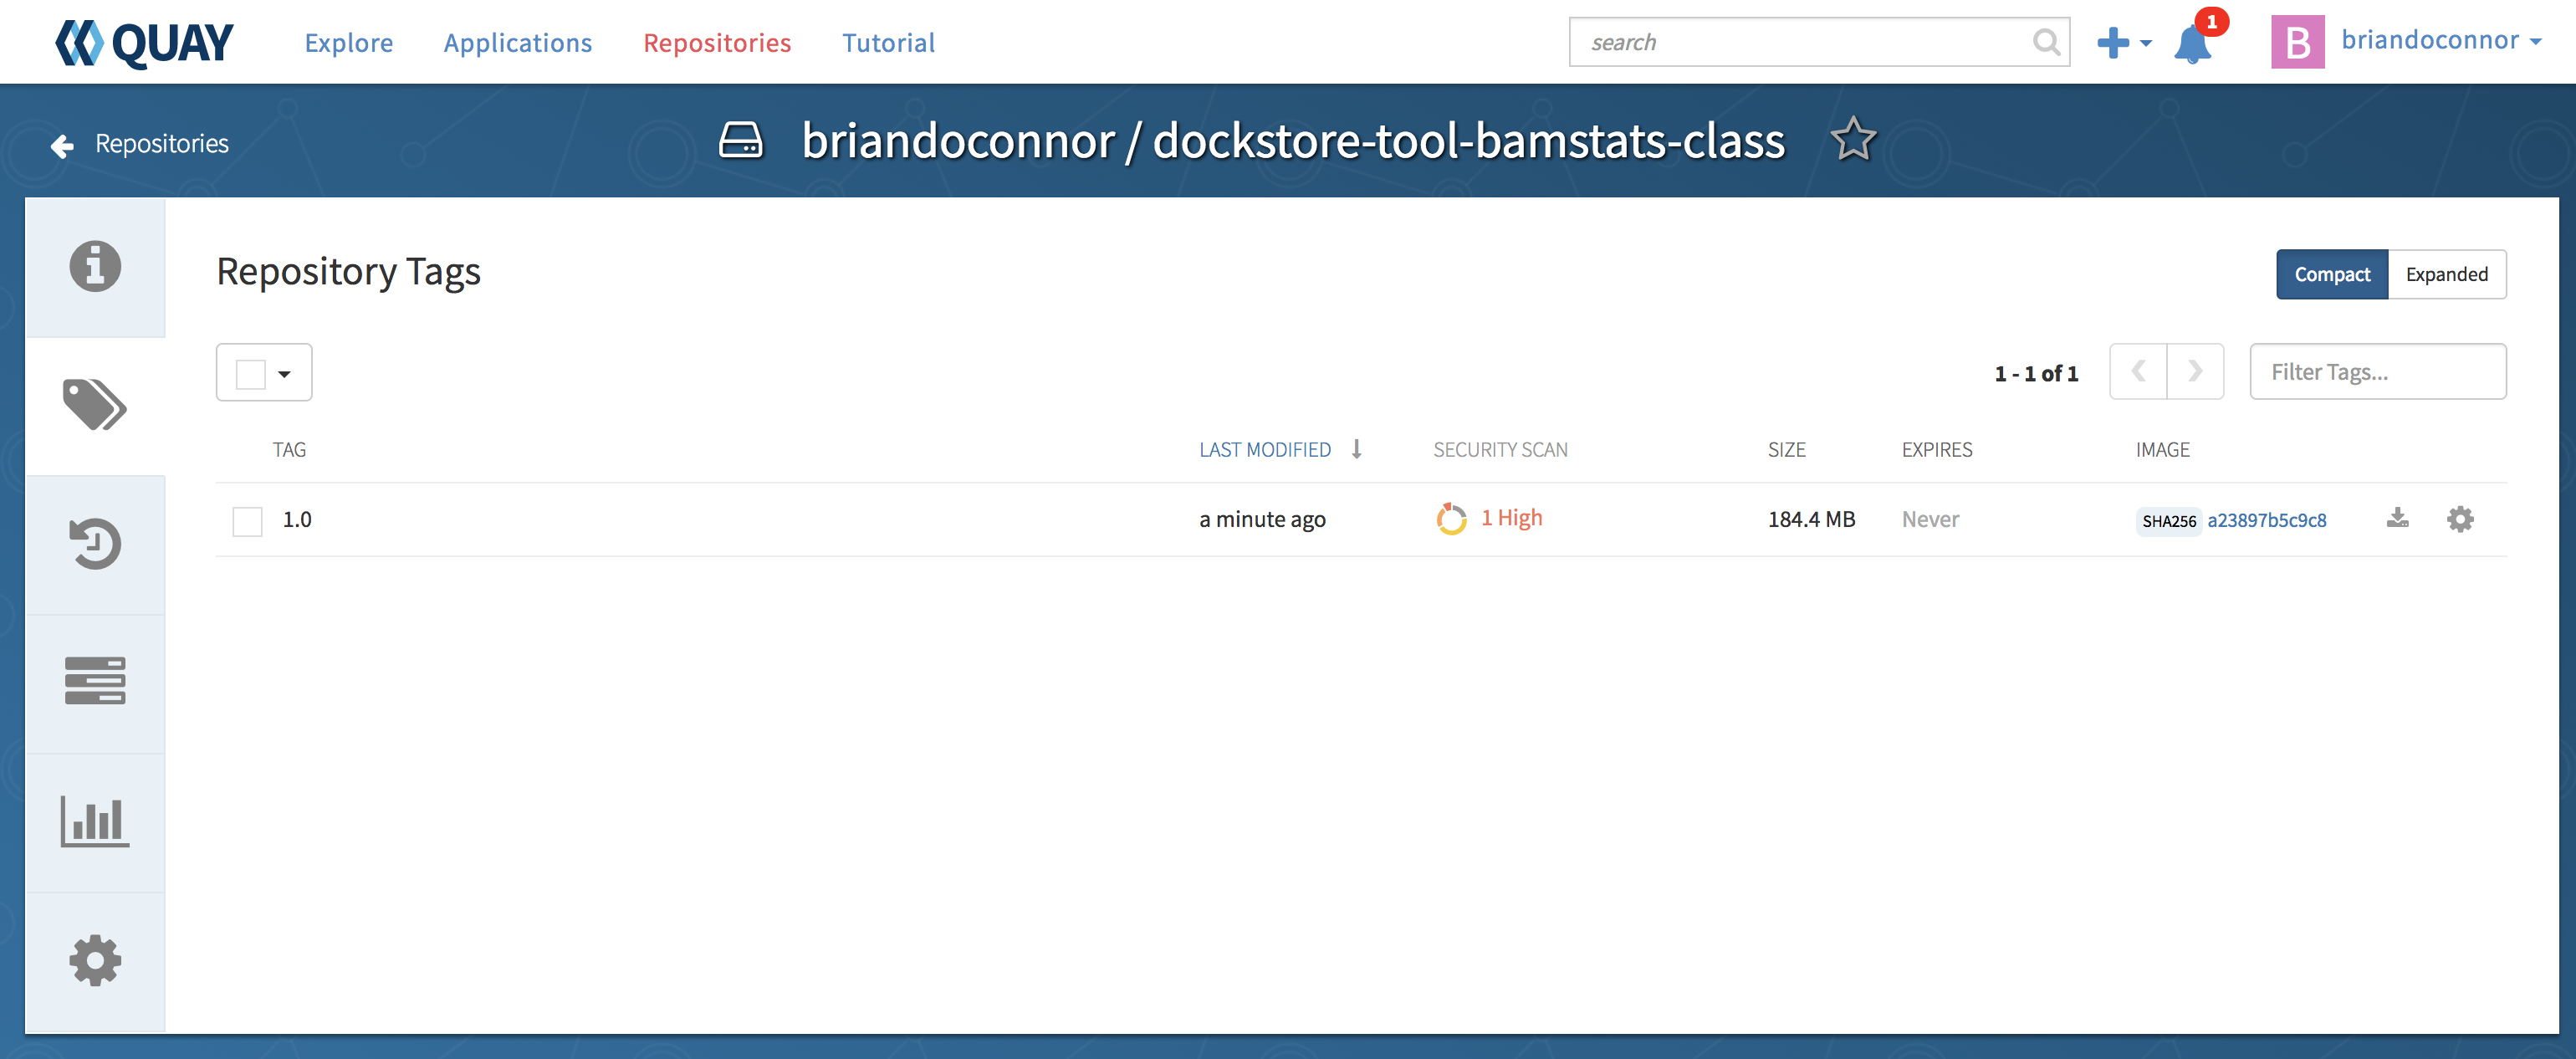 QUAY Explore Applications Repositories Tutorial search 1 B briandoconnor
Repositories briandoconnor / dockstore-tool-bamstats-class
Repository Tags Compact Expanded
1 - 1 of 1 Filter Tags...
TAG LAST MODIFIED SECURITY SCAN SIZE EXPIRES IMAGE
1.0 a minute ago 1 High 184.4 MB Never SHA256 a23897b5c9c8